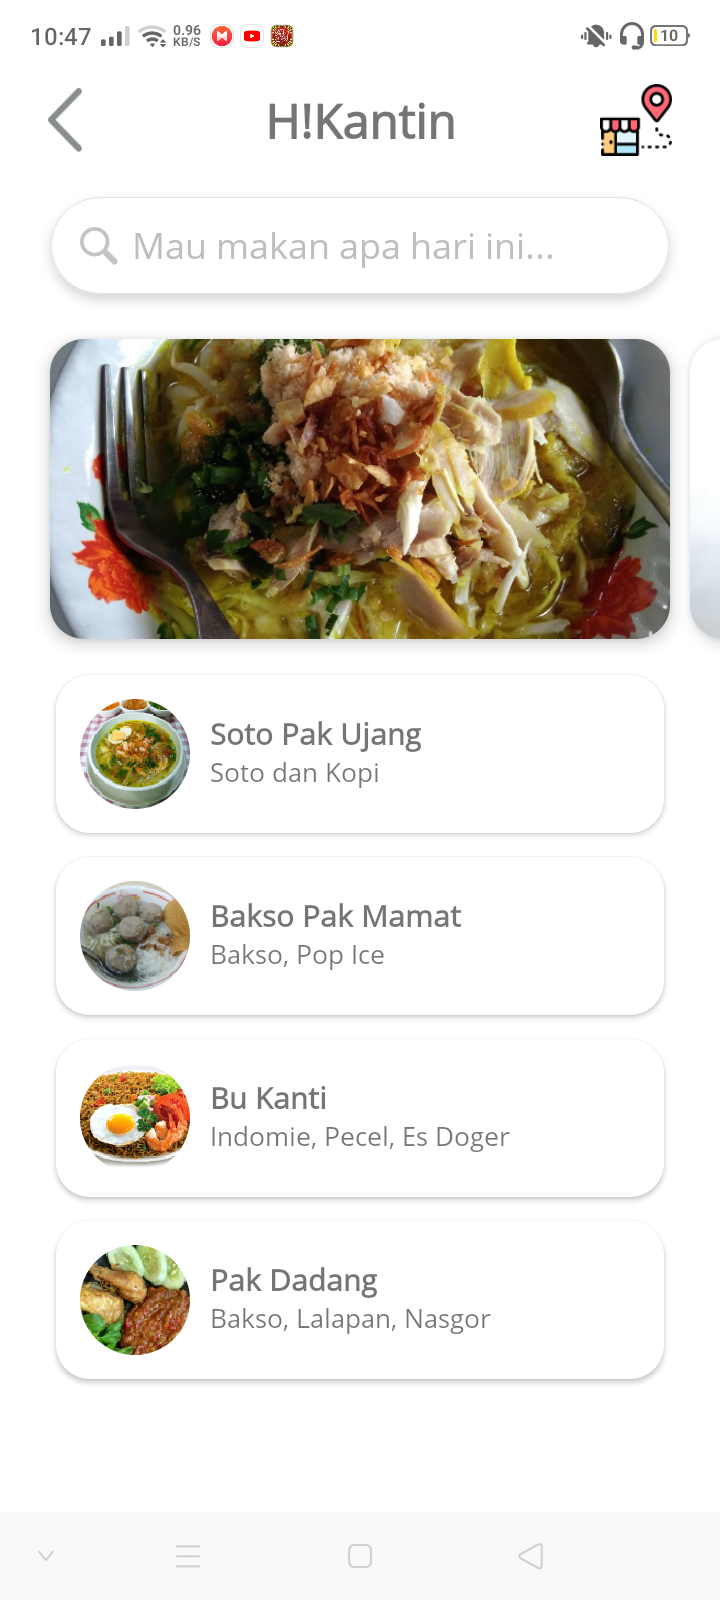 10:47 0.96 KB/S 10
H!Kantin
Mau makan apa hari ini...
Soto Pak Ujang
Soto dan Kopi
Bakso Pak Mamat
Bakso, Pop Ice
Bu Kanti
Indomie, Pecel, Es Doger
Pak Dadang
Bakso, Lalapan, Nasgor